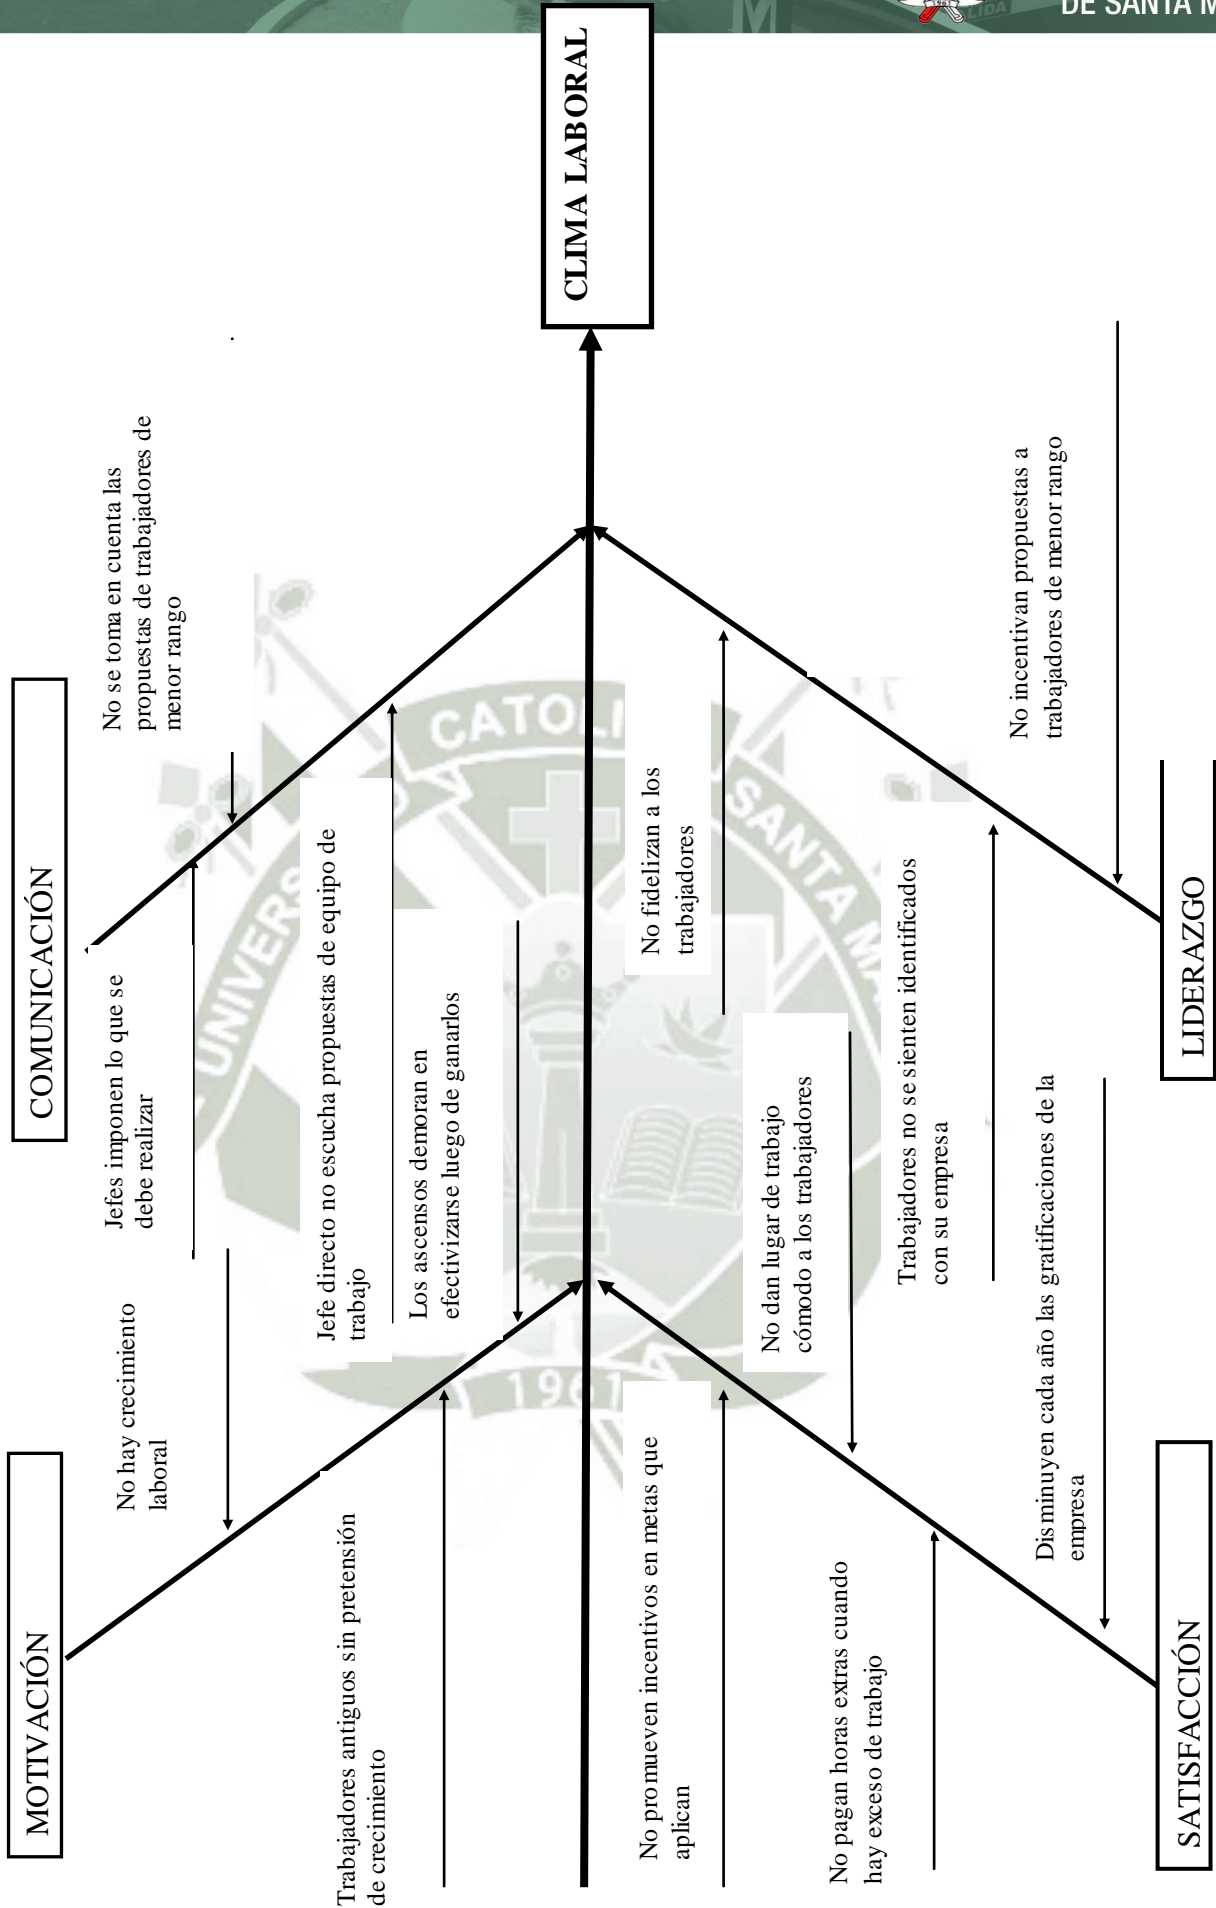 DE SANTA M
MOTIVACIÓN
COMUNICACIÓN
No hay crecimiento
laboral
Jefes imponen lo que se
debe realizar
No se toma en cuenta las
propuestas de trabajadores de
menor rango
Trabajadores antiguos sin pretensión
de crecimiento
Jefe directo no escucha propuestas de equipo de
trabajo
Los ascensos demoran en
efectivizarse luego de ganarlos
CLIMA LABORAL
No promueven incentivos en metas que
aplican
No fidelizan a los
trabajadores
No dan lugar de trabajo
cómodo a los trabajadores
No pagan horas extras cuando
hay exceso de trabajo
Trabajadores no se sienten identificados
con su empresa
No incentivan propuestas a
trabajadores de menor rango
Disminuyen cada año las gratificaciones de la
empresa
SATISFACCIÓN
LIDERAZGO
CATOLI
SANTA MA
UNIVERS
1961